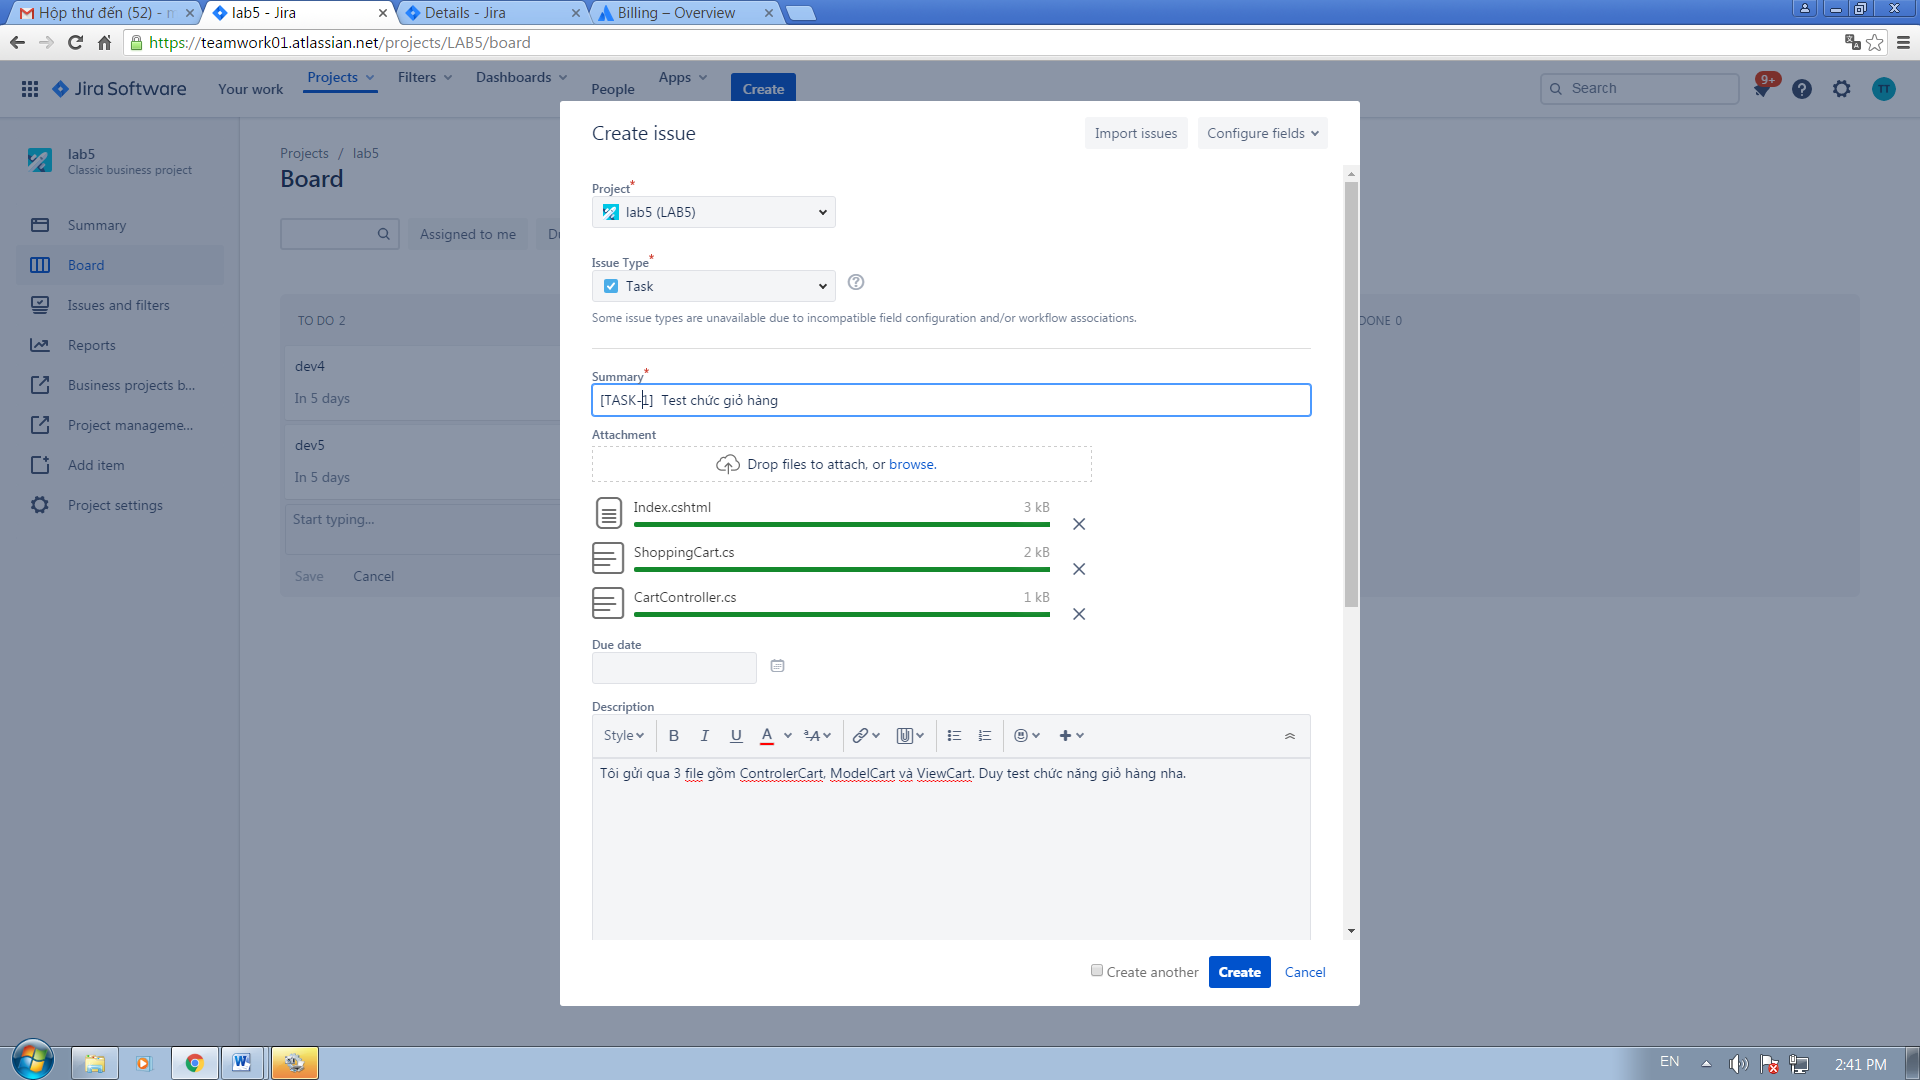 Hộp thư đến (52) - m
lab5 - Jira
Details - Jira
Billing – Overview
https://teamwork01.atlassian.net/projects/LAB5/board
Jira Software
Your work
Projects
Filters
Dashboards
People
Apps
Create
Search
9+
TT
lab5
Classic business project
Summary
Board
Issues and filters
Reports
Business projects b...
Project manageme...
Add item
Project settings
Projects / lab5
Board
Assigned to me
TO DO 2
dev4
In 5 days
dev5
In 5 days
Start typing...
Save
Cancel
DONE 0
Create issue
Import issues
Configure fields
Project*
lab5 (LAB5)
Issue Type*
Task
Some issue types are unavailable due to incompatible field configuration and/or workflow associations.
Summary*
[TASK-1]  Test chức giỏ hàng
Attachment
Drop files to attach, or browse.
Index.cshtml 3 kB
ShoppingCart.cs 2 kB
CartController.cs 1 kB
Due date
Description
Style
B I U A
Tôi gửi qua 3 file gồm ControlerCart, ModelCart và ViewCart. Duy test chức năng giỏ hàng nha.
Create another
Create
Cancel
EN
2:41 PM